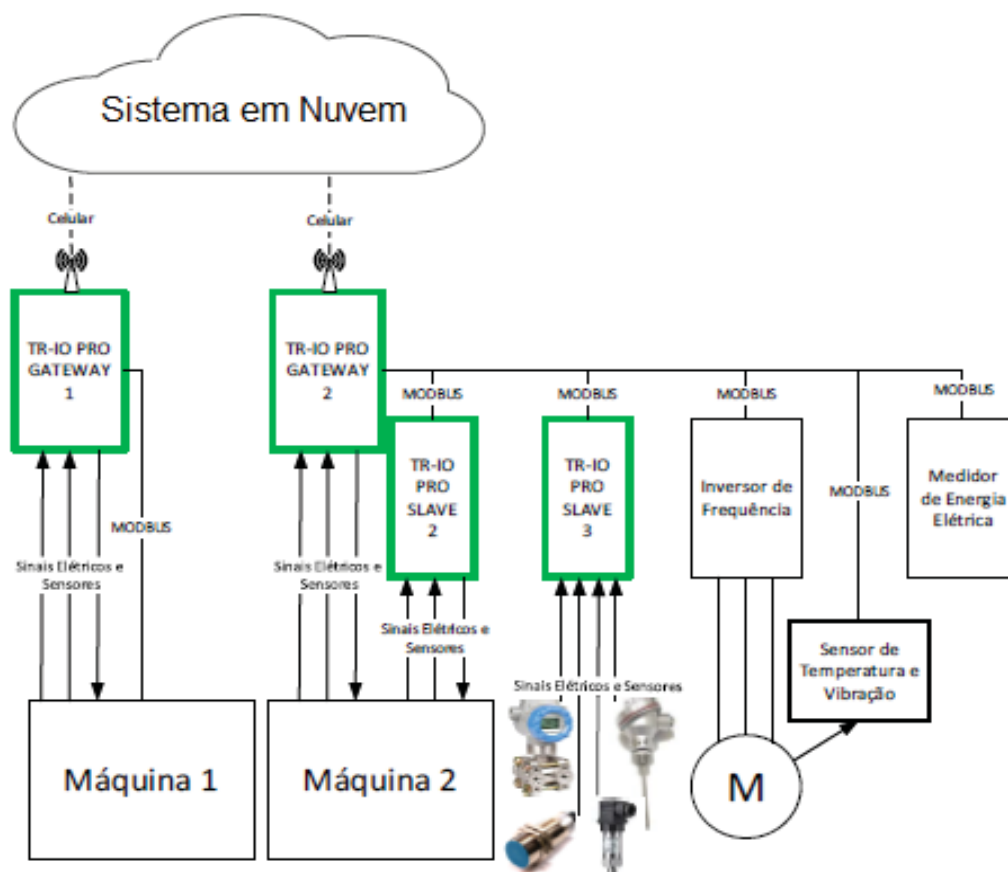 Sistema em Nuvem
Celular
Celular
TR-IO PRO
GATEWAY
1
TR-IO PRO
GATEWAY
2
MODBUS
MODBUS
MODBUS
MODBUS
TR-IO
PRO
SLAVE
2
TR-IO
PRO
SLAVE
3
Inversor de
Frequência
MODBUS
Medidor
de Energia
Elétrica
MODBUS
Sinais Elétricos e
Sensores
Sinais Elétricos e
Sensores
Sinais Elétricos e
Sensores
Sinais Elétricos e Sensores
Sensor de
Temperatura e
Vibração
Máquina 1
Máquina 2
M